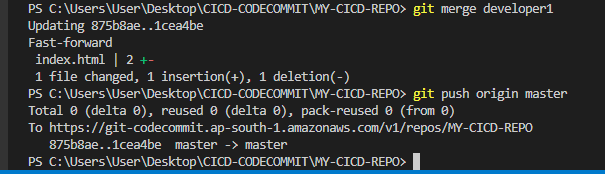 PS C:\Users\User\Desktop\CICD-CODECOMMIT\MY-CICD-REPO> git merge developer1
Updating 875b8ae..1cea4be
Fast-forward
 index.html | 2 +-
 1 file changed, 1 insertion(+), 1 deletion(-)
PS C:\Users\User\Desktop\CICD-CODECOMMIT\MY-CICD-REPO> git push origin master
Total 0 (delta 0), reused 0 (delta 0), pack-reused 0 (from 0)
To https://git-codecommit.ap-south-1.amazonaws.com/v1/repos/MY-CICD-REPO
   875b8ae..1cea4be  master -> master
PS C:\Users\User\Desktop\CICD-CODECOMMIT\MY-CICD-REPO>